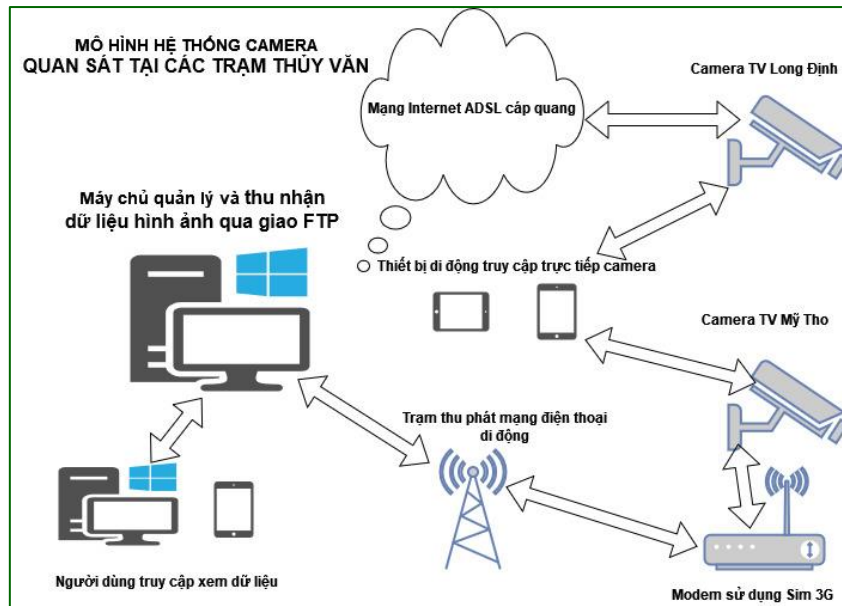 MÔ HÌNH HỆ THỐNG CAMERA
QUAN SÁT TẠI CÁC TRẠM THỦY VĂN
Camera TV Long Định
Mạng Internet ADSL cáp quang
Máy chủ quản lý và thu nhận
dữ liệu hình ảnh qua giao FTP
Thiết bị di động truy cập trực tiếp camera
Camera TV Mỹ Tho
Trạm thu phát mạng điện thoại
di động
Người dùng truy cập xem dữ liệu
Modem sử dụng Sim 3G